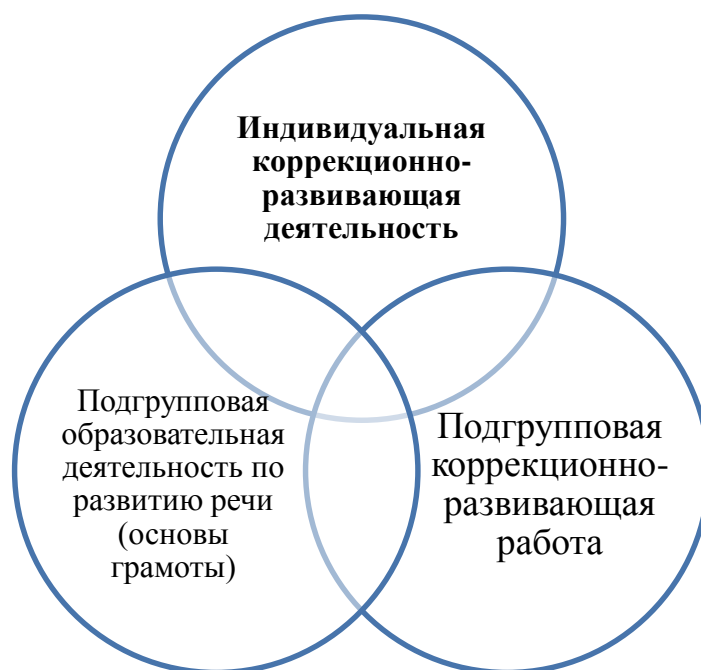 Индивидуальная
коррекционно-
развивающая
деятельность
Подгрупповая
образовательная
деятельность по
развитию речи
(основы
грамоты)
Подгрупповая
коррекционно-
развивающая
работа